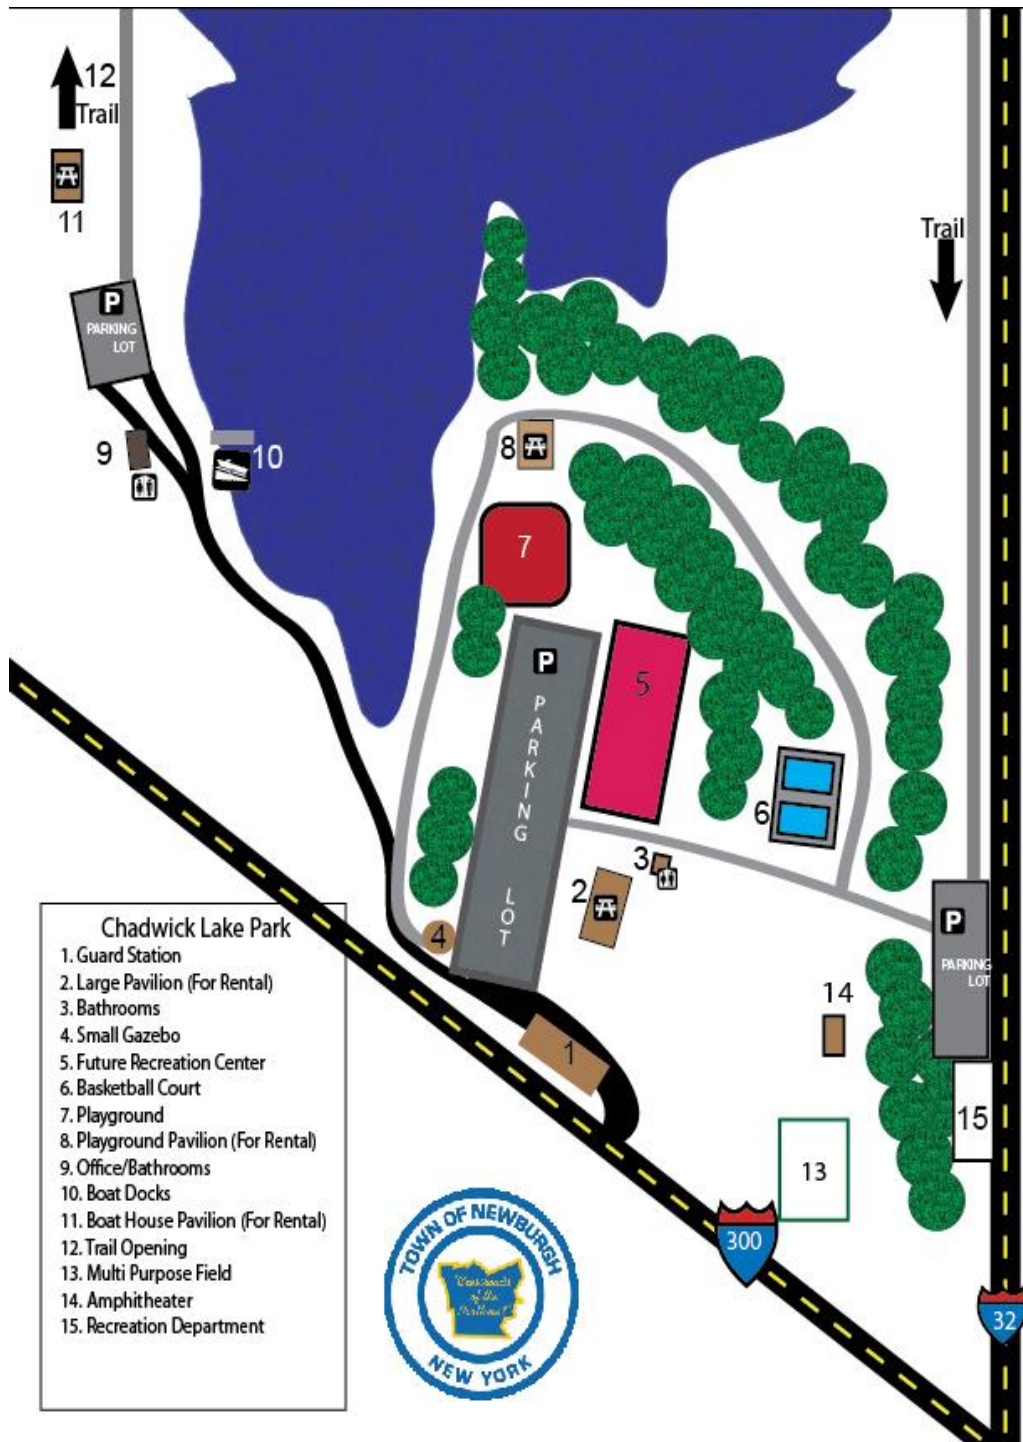 12
Trail
11
Trail
P
PARKING
LOT
9
10
8
7
P
PARKING LOT
5
6
3
2
4
P
PARKING
LOT
14
1
15
13
Chadwick Lake Park
1. Guard Station
2. Large Pavilion (For Rental)
3. Bathrooms
4. Small Gazebo
5. Future Recreation Center
6. Basketball Court
7. Playground
8. Playground Pavilion (For Rental)
9. Office/Bathrooms
10. Boat Docks
11. Boat House Pavilion (For Rental)
12. Trail Opening
13. Multi Purpose Field
14. Amphitheater
15. Recreation Department
TOWN OF NEWBURGH
"Crossroads
of the
Northeast"
NEW YORK
300
32